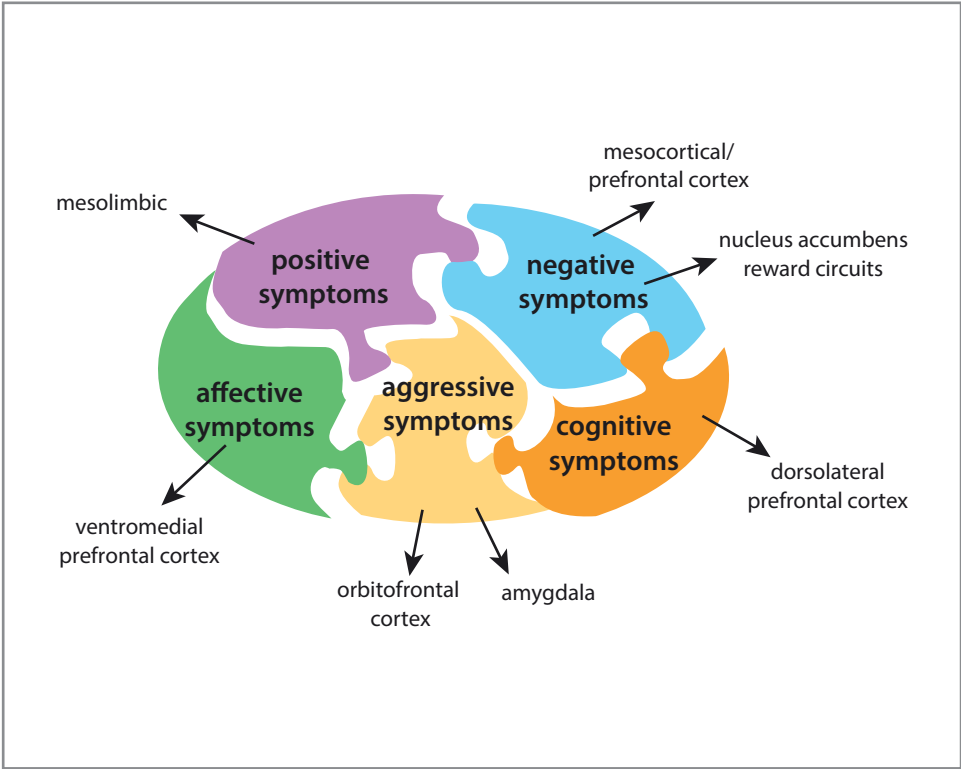 mesocortical/
prefrontal cortex
mesolimbic
nucleus accumbens
reward circuits
positive
symptoms
negative
symptoms
affective
symptoms
aggressive
symptoms
cognitive
symptoms
dorsolateral
prefrontal cortex
ventromedial
prefrontal cortex
orbitofrontal
cortex
amygdala